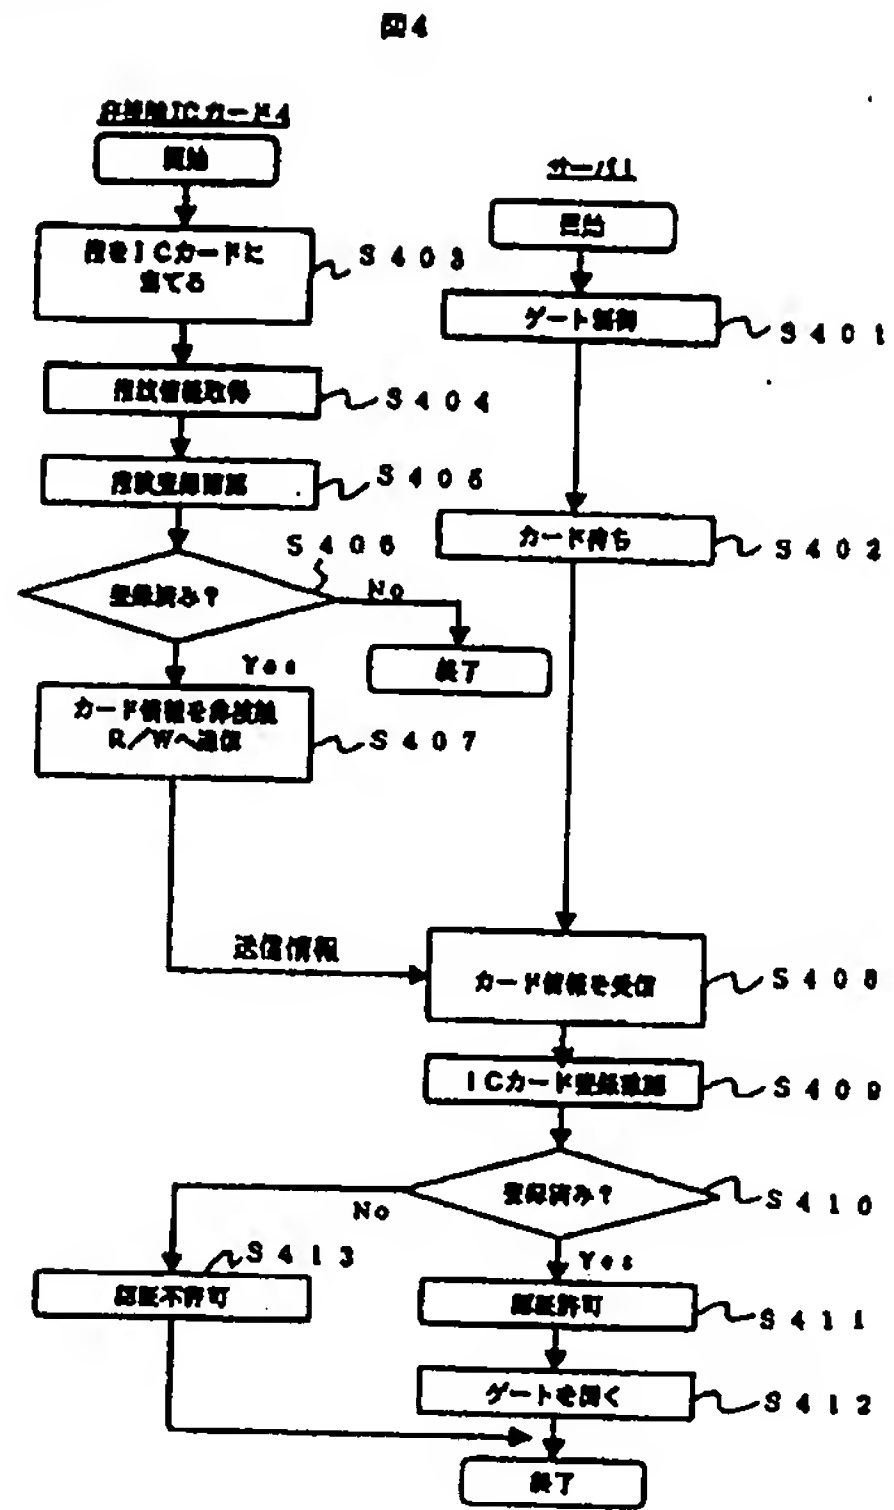 図4
非接触ICカード4
開始
指をICカードに
当てる
S403
指紋情報取得
S404
指紋登録確認
S405
S406
登録済み?
No
終了
Yes
カード情報を非接触
R/Wへ送信
S407
送信情報
サーバ1
開始
ゲート制御
S401
カード待ち
S402
カード情報を受信
S408
ICカード登録確認
S409
登録済み?
S410
No
Yes
S413
認証不許可
認証許可
S411
ゲートを開く
S412
終了